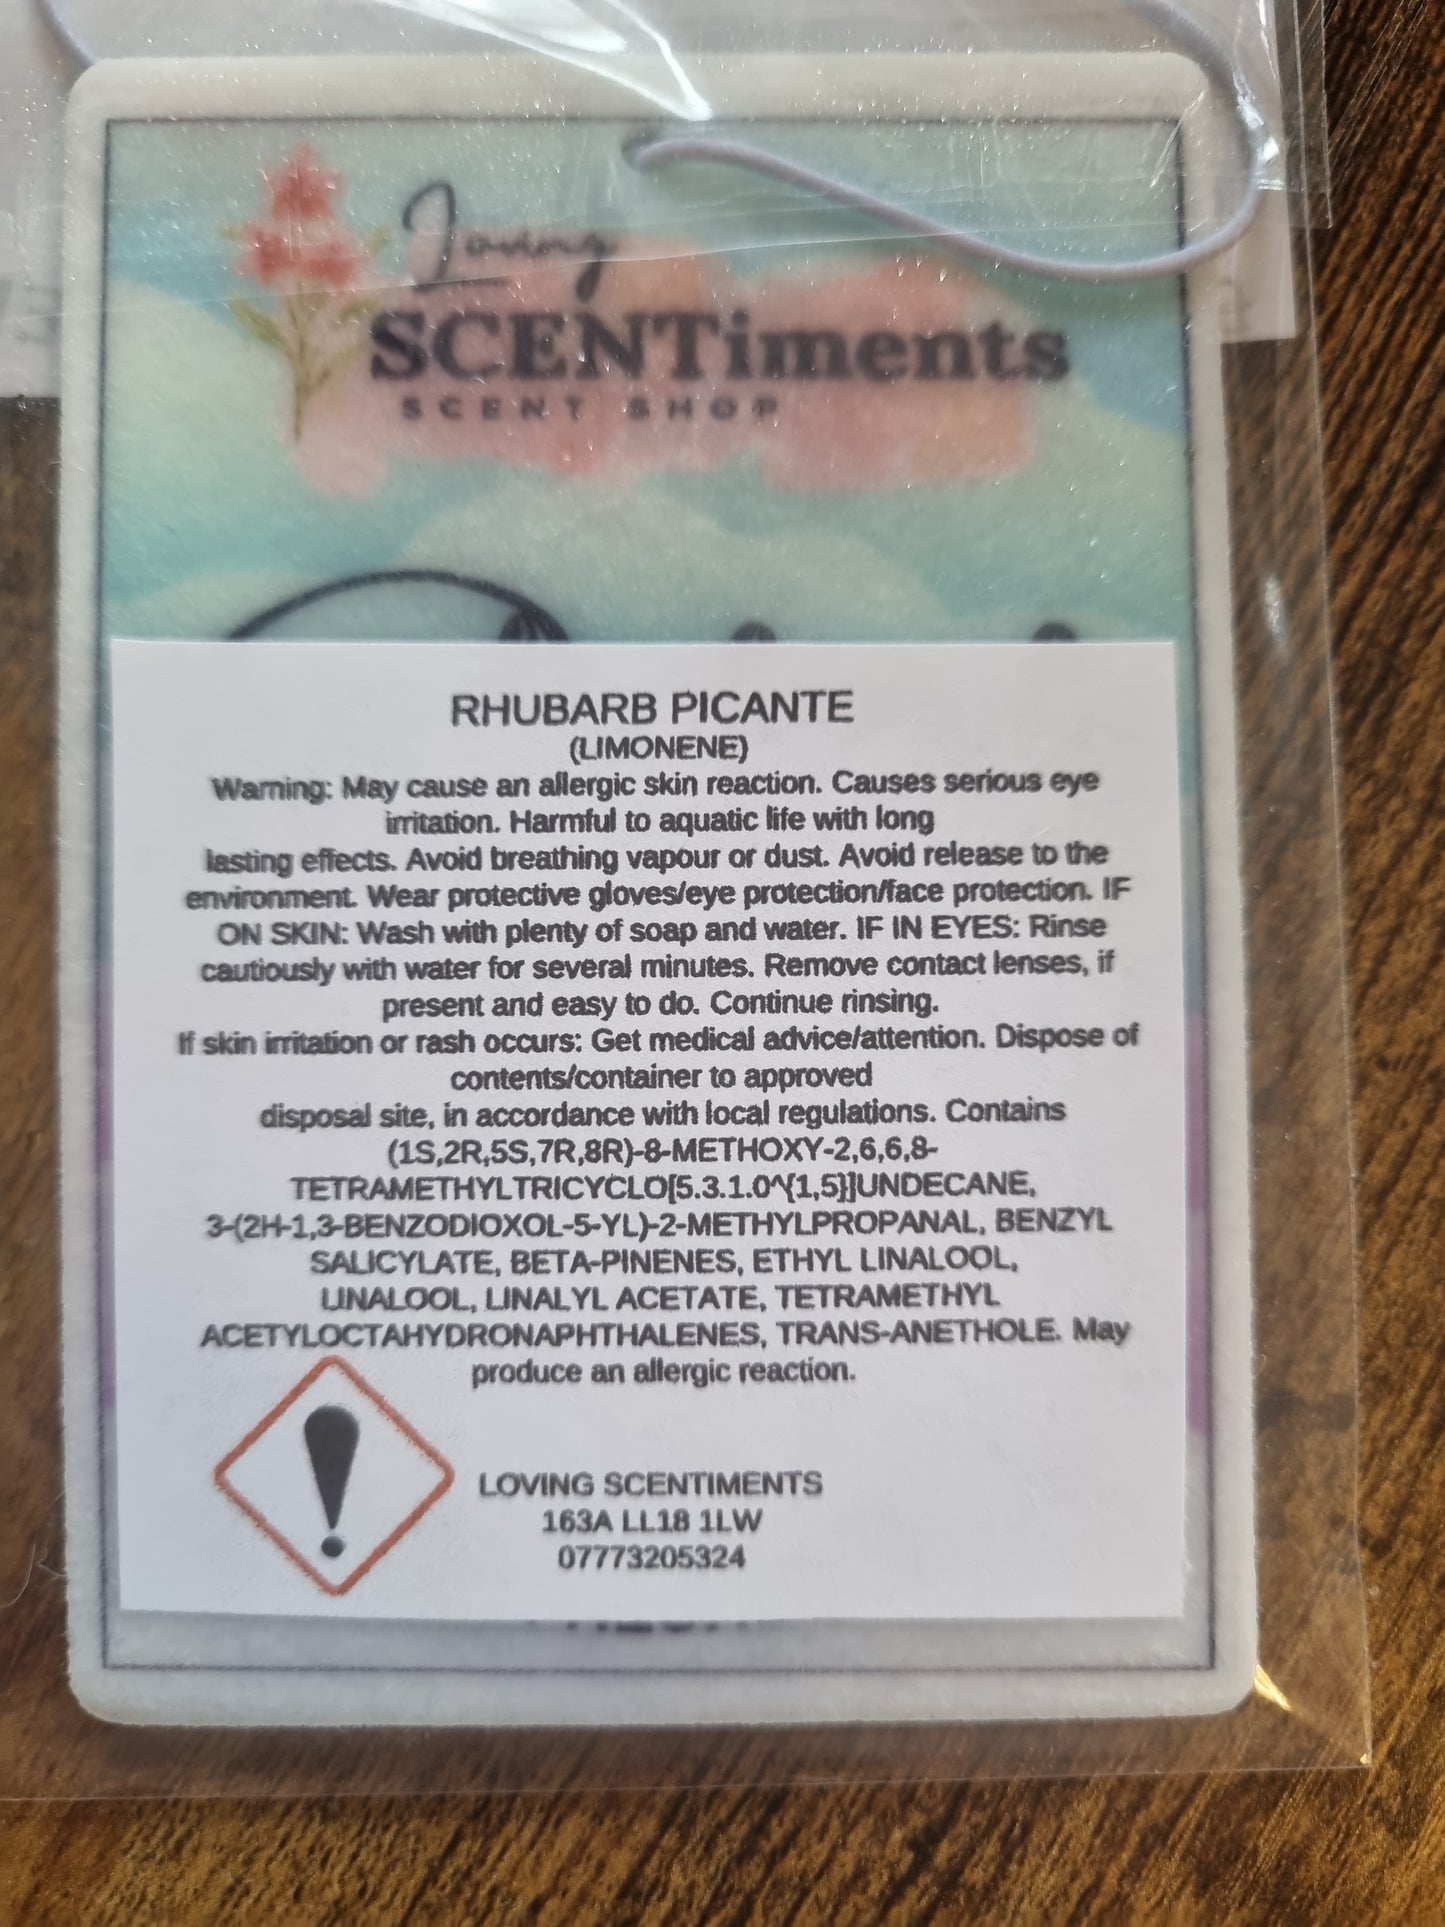 Loving
SCENTiments
SCENT SHOP
RHUBARB PICANTE
(LIMONENE)
Warning: May cause an allergic skin reaction. Causes serious eye
irritation. Harmful to aquatic life with long
lasting effects. Avoid breathing vapour or dust. Avoid release to the
environment. Wear protective gloves/eye protection/face protection. IF
ON SKIN: Wash with plenty of soap and water. IF IN EYES: Rinse
cautiously with water for several minutes. Remove contact lenses, if
present and easy to do. Continue rinsing.
If skin irritation or rash occurs: Get medical advice/attention. Dispose of
contents/container to approved
disposal site, in accordance with local regulations. Contains
(1S,2R,5S,7R,8R)-8-METHOXY-2,6,6,8-
TETRAMETHYLTRICYCLO[5.3.1.0^{1,5}]UNDECANE,
3-(2H-1,3-BENZODIOXOL-5-YL)-2-METHYLPROPANAL, BENZYL
SALICYLATE, BETA-PINENES, ETHYL LINALOOL,
LINALOOL, LINALYL ACETATE, TETRAMETHYL
ACETYLOCTAHYDRONAPHTHALENES, TRANS-ANETHOLE. May
produce an allergic reaction.
LOVING SCENTIMENTS
163A LL18 1LW
07773205324